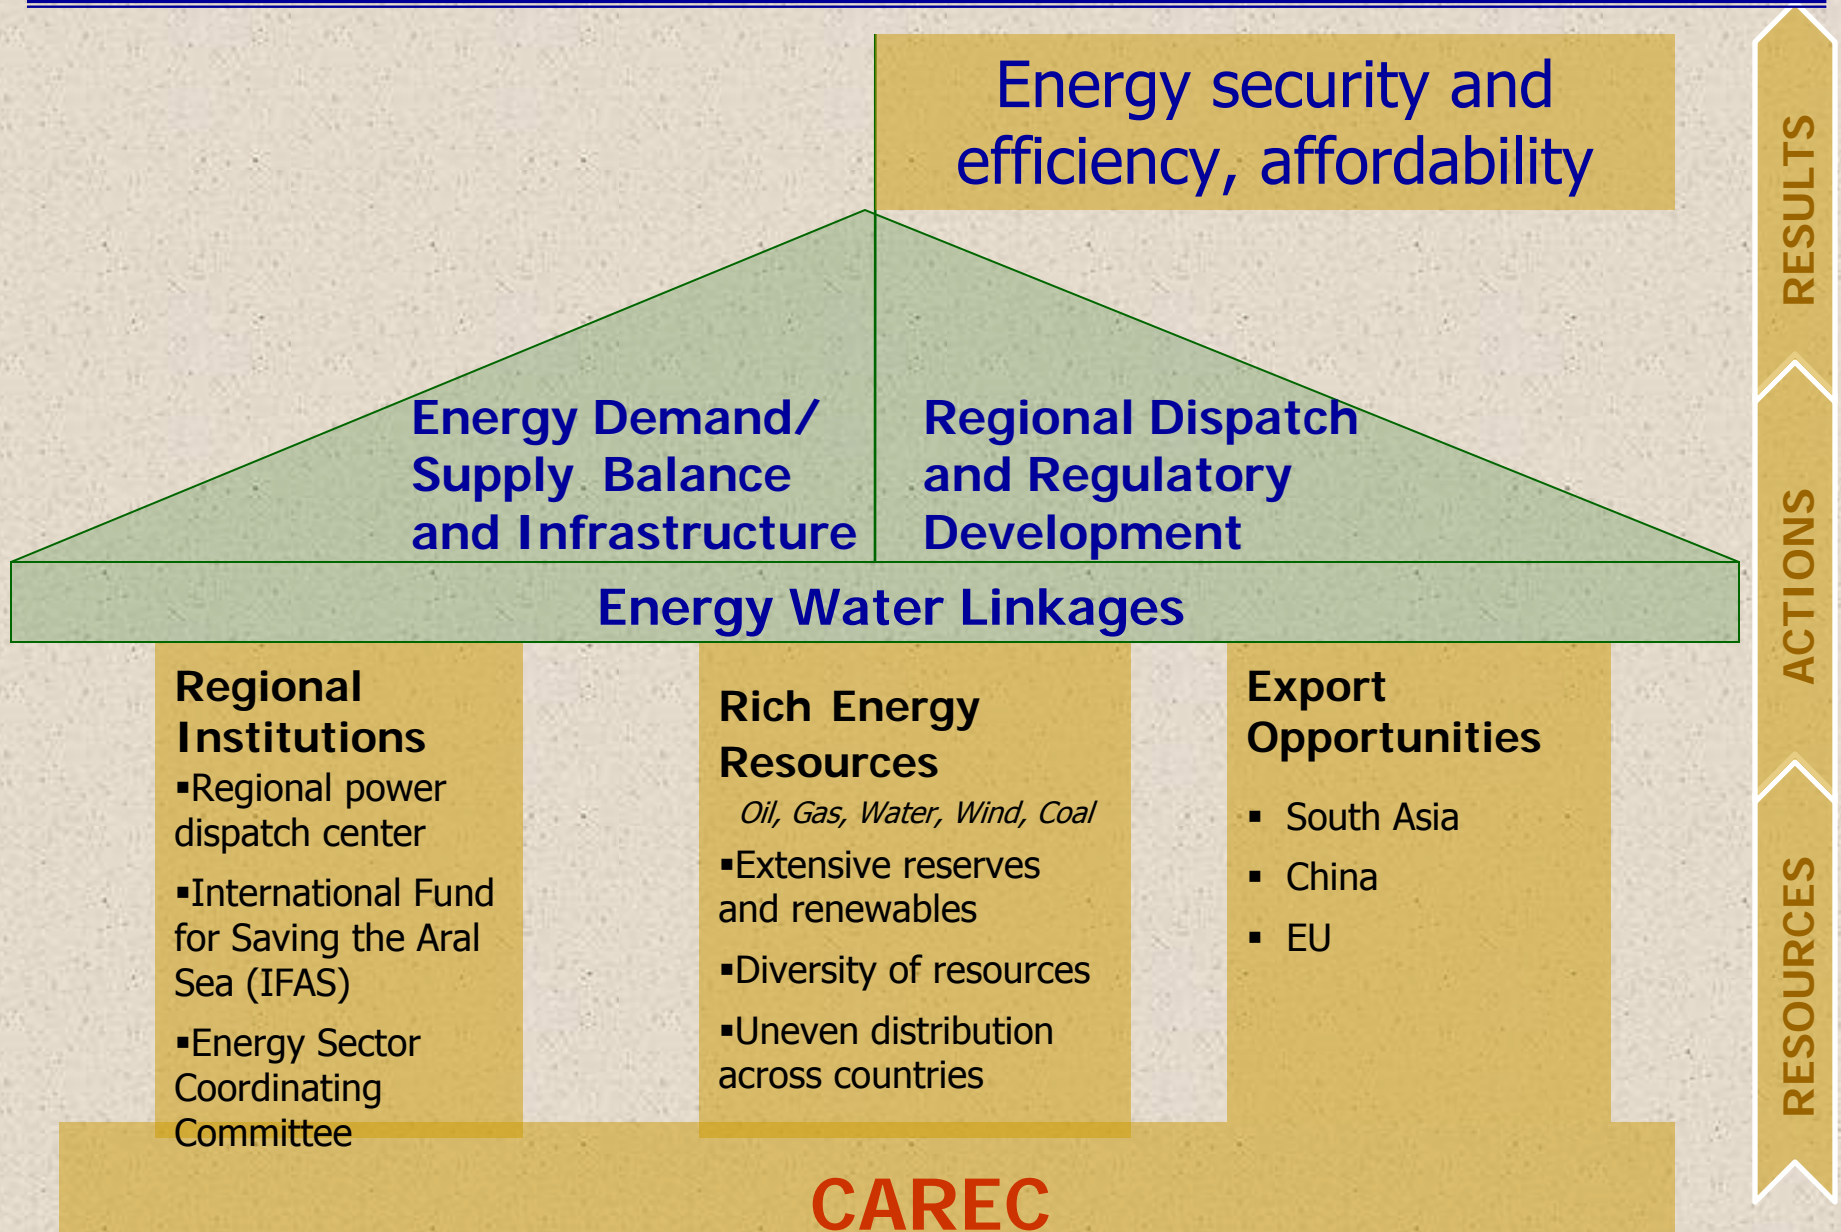 Energy security and
efficiency, affordability
Energy Demand/
Supply Balance
and Infrastructure
Regional Dispatch
and Regulatory
Development
Energy Water Linkages
Regional
Institutions
▪Regional power
dispatch center
▪International Fund
for Saving the Aral
Sea (IFAS)
▪Energy Sector
Coordinating
Committee
Rich Energy
Resources
Oil, Gas, Water, Wind, Coal
▪Extensive reserves
and renewables
▪Diversity of resources
▪Uneven distribution
across countries
Export
Opportunities
▪ South Asia
▪ China
▪ EU
CAREC
RESULTS
ACTIONS
RESOURCES